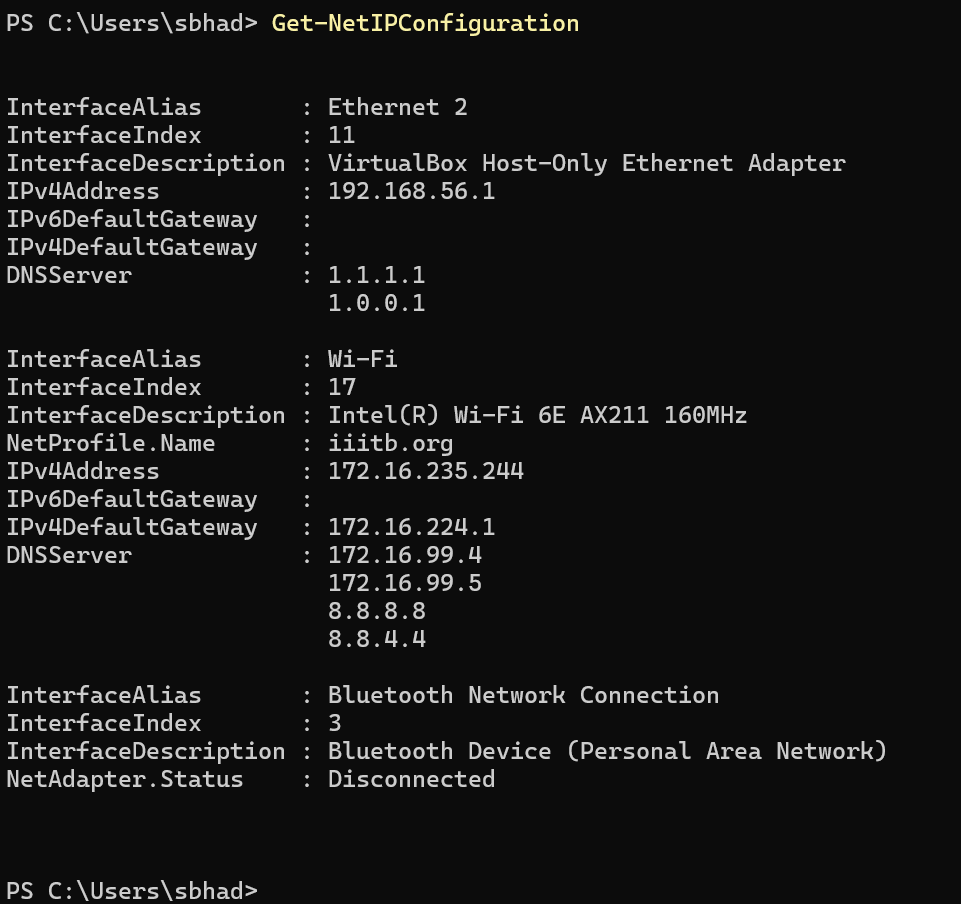 PS C:\Users\sbhad> Get-NetIPConfiguration
InterfaceAlias       : Ethernet 2
InterfaceIndex       : 11
InterfaceDescription : VirtualBox Host-Only Ethernet Adapter
IPv4Address          : 192.168.56.1
IPv6DefaultGateway   :
IPv4DefaultGateway   :
DNSServer            : 1.1.1.1
                       1.0.0.1
InterfaceAlias       : Wi-Fi
InterfaceIndex       : 17
InterfaceDescription : Intel(R) Wi-Fi 6E AX211 160MHz
NetProfile.Name      : iiitb.org
IPv4Address          : 172.16.235.244
IPv6DefaultGateway   :
IPv4DefaultGateway   : 172.16.224.1
DNSServer            : 172.16.99.4
                       172.16.99.5
                       8.8.8.8
                       8.8.4.4
InterfaceAlias       : Bluetooth Network Connection
InterfaceIndex       : 3
InterfaceDescription : Bluetooth Device (Personal Area Network)
NetAdapter.Status    : Disconnected
PS C:\Users\sbhad>